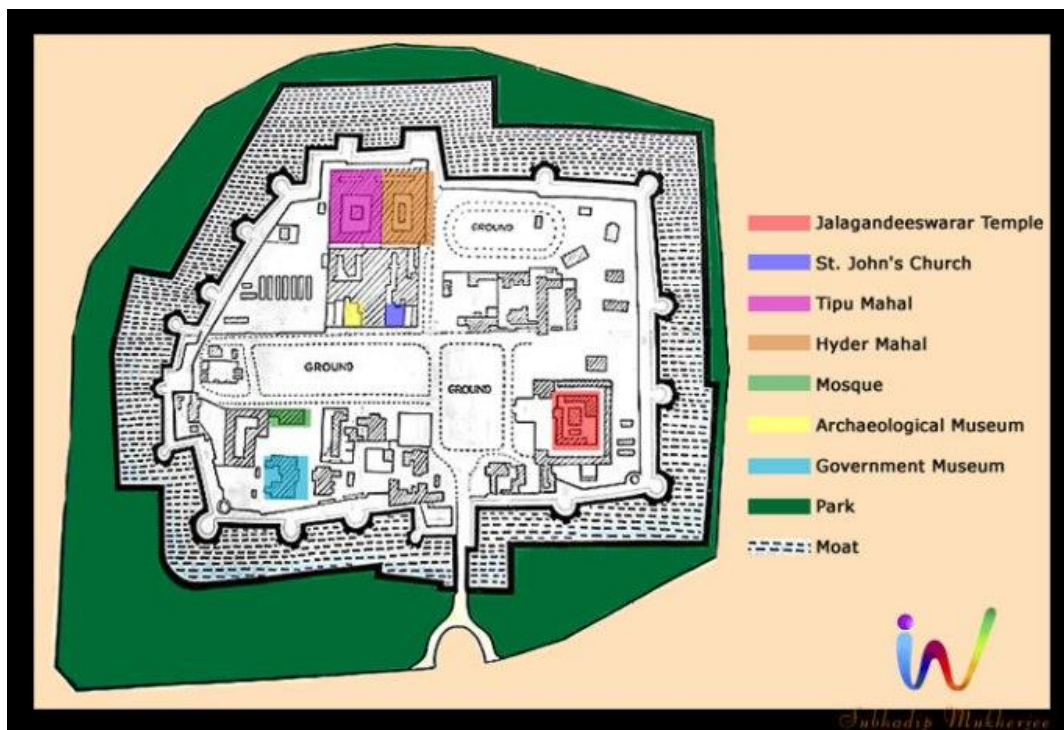 GROUND
GROUND
GROUND
Jalagandeeswarar Temple
St. John's Church
Tipu Mahal
Hyder Mahal
Mosque
Archaeological Museum
Government Museum
Park
Moat
iW
Subhadip Mukherjee